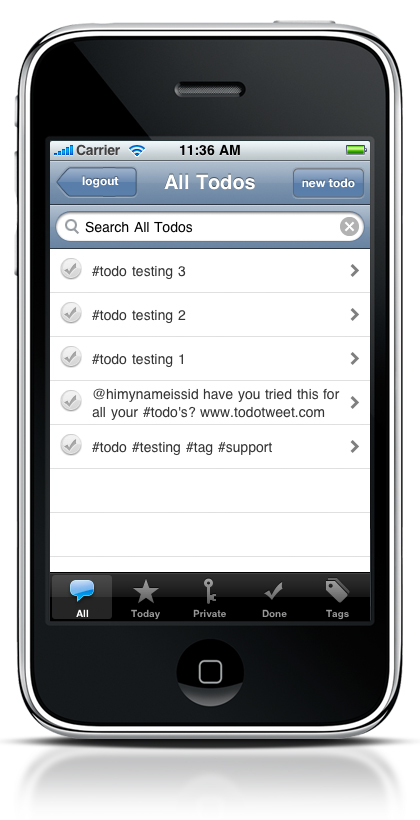 Carrier 11:36 AM
logout All Todos new todo
Search All Todos
#todo testing 3
#todo testing 2
#todo testing 1
@himynameissid have you tried this for
all your #todo's? www.todotweet.com
#todo #testing #tag #support
All Today Private Done Tags